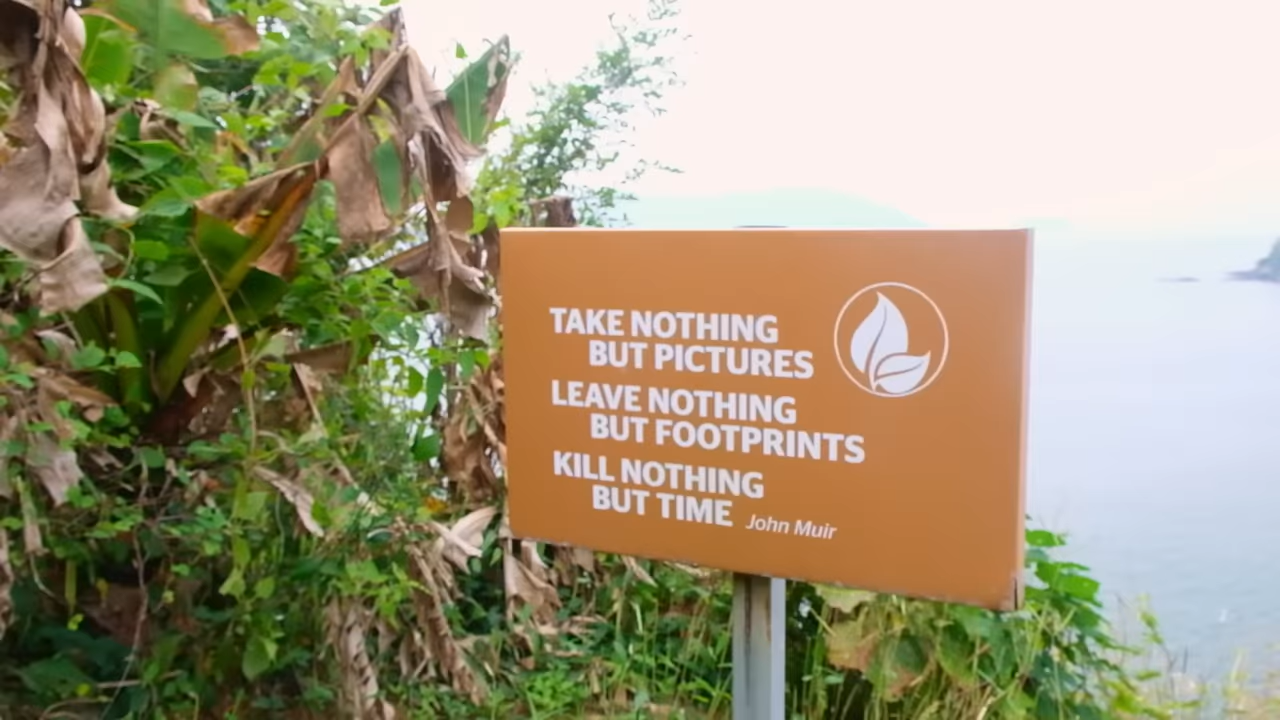 TAKE NOTHING
BUT PICTURES
LEAVE NOTHING
BUT FOOTPRINTS
KILL NOTHING
BUT TIME John Muir